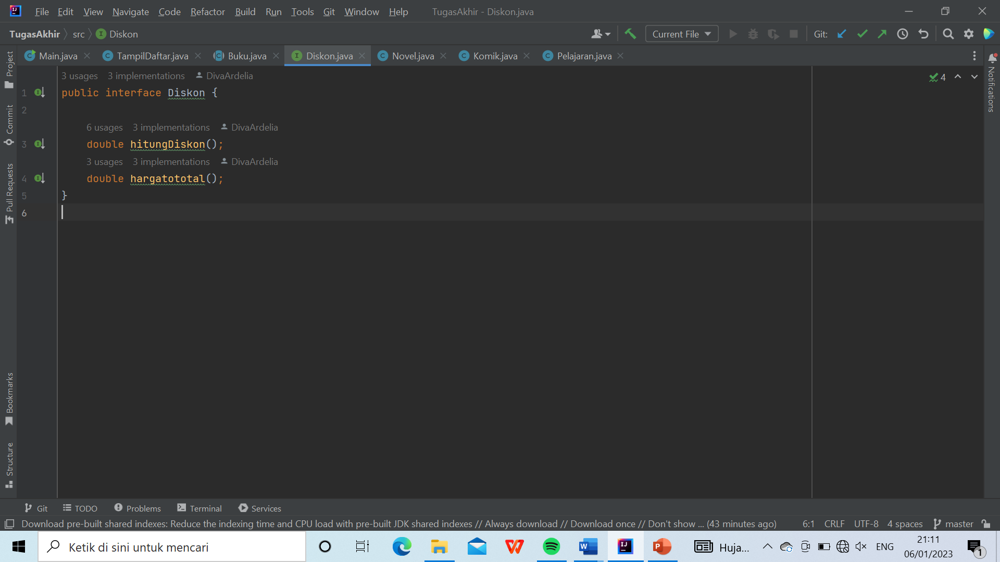 File Edit View Navigate Code Refactor Build Run Tools Git Window Help TugasAkhir - Diskon.java
TugasAkhir src Diskon Current File Git:
Main.java TampilDaftar.java Buku.java Diskon.java Novel.java Komik.java Pelajaran.java
3 usages 3 implementations DivaArdelia
4
1 public interface Diskon {
2
6 usages 3 implementations DivaArdelia
3 double hitungDiskon();
3 usages 3 implementations DivaArdelia
4 double hargatototal();
5 }
6
Project
Commit
Pull Requests
Bookmarks
Structure
Notifications
Git TODO Problems Terminal Services
Download pre-built shared indexes: Reduce the indexing time and CPU load with pre-built JDK shared indexes // Always download // Download once // Don't show ... (43 minutes ago) 6:1 CRLF UTF-8 4 spaces master
Ketik di sini untuk mencari Huja... ENG 21:11
06/01/2023
1